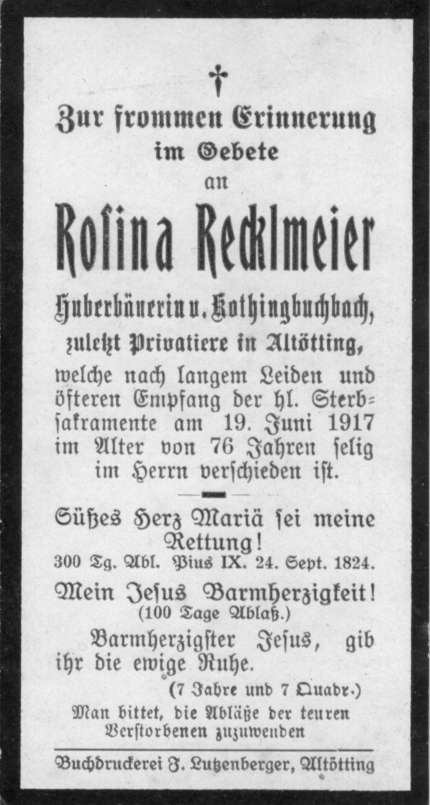 Zur frommen Erinnerung
im Gebete
an
Rosina Recklmeier
Huberbäuerin v. Kothingbuchbach,
zuletzt Privatiere in Altötting,
welche nach langem Leiden und
öfteren Empfang der hl. Sterb-
sakramente am 19. Juni 1917
im Alter von 76 Jahren selig
im Herrn verschieden ist.
Süßes Herz Mariä sei meine
Rettung!
300 Tg. Abl. Pius IX. 24. Sept. 1824.
Mein Jesus Barmherzigkeit!
(100 Tage Ablaß.)
Barmherzigster Jesus, gib
ihr die ewige Ruhe.
(7 Jahre und 7 Quadr.)
Man bittet, die Abläße der teuren
Verstorbenen zuzuwenden
Buchdruckerei J. Lutzenberger, Altötting